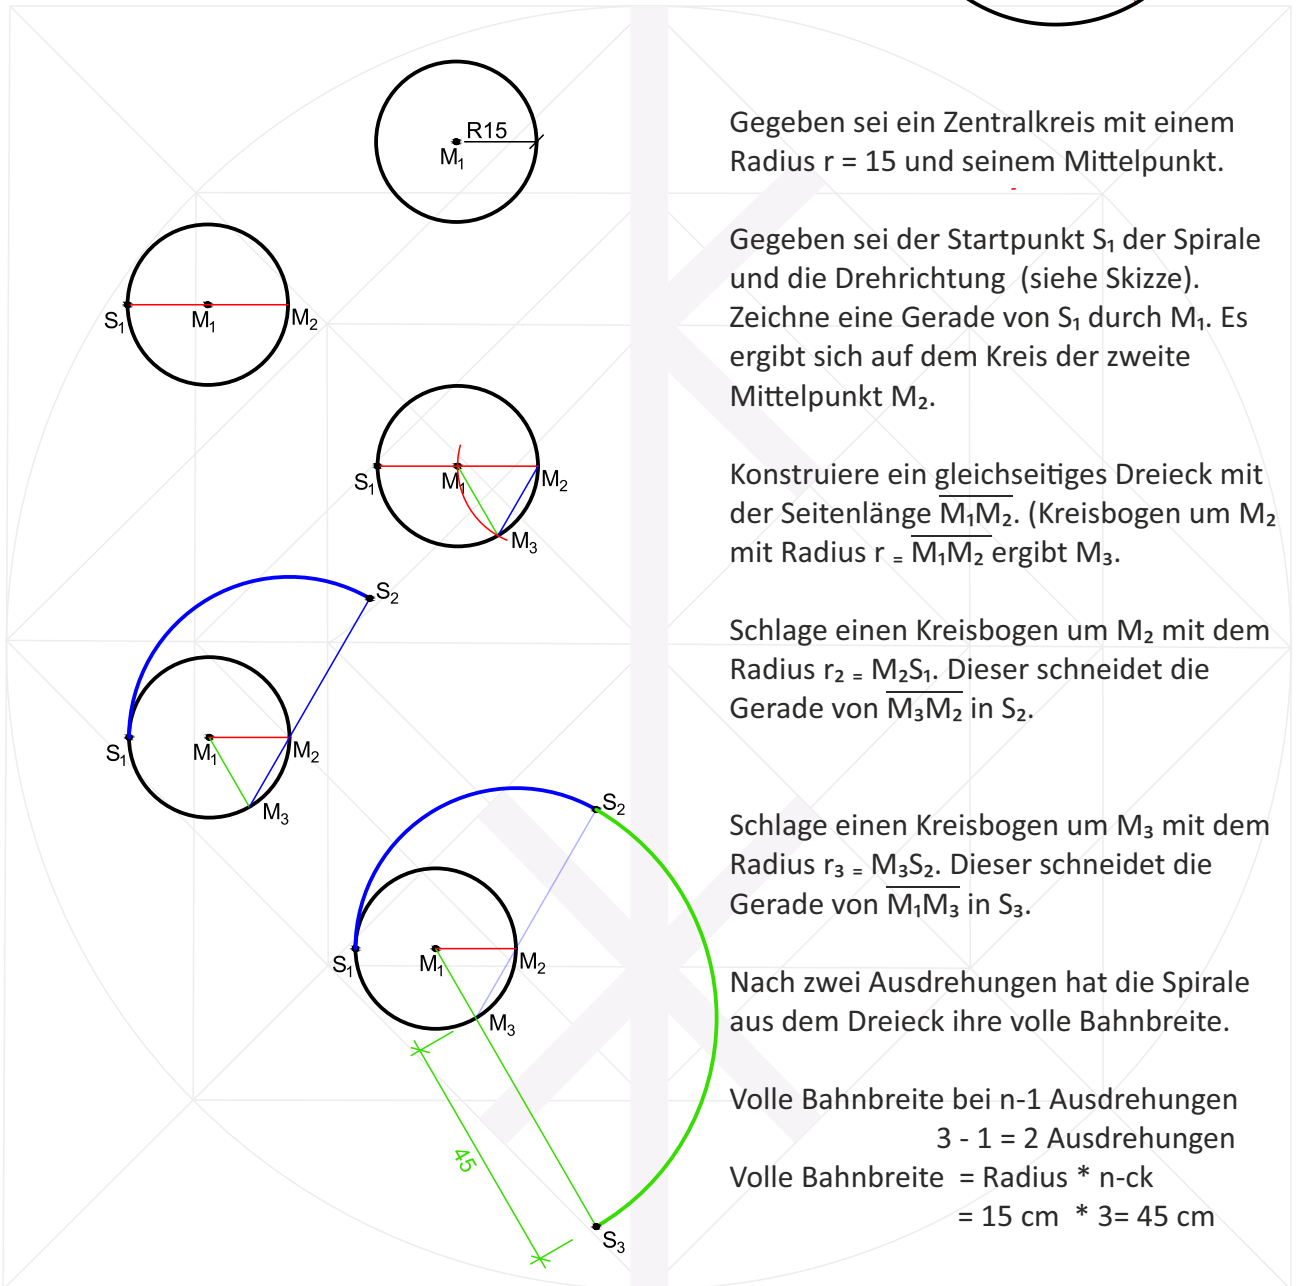 R15
M₁
S₁ M₁ M₂
S₁ M₁ M₂
M₃
S₂
S₁ M₁ M₂
M₃
S₂
S₁ M₁ M₂
M₃
45
S₃
Gegeben sei ein Zentralkreis mit einem
Radius r = 15 und seinem Mittelpunkt.
Gegeben sei der Startpunkt S₁ der Spirale
und die Drehrichtung (siehe Skizze).
Zeichne eine Gerade von S₁ durch M₁. Es
ergibt sich auf dem Kreis der zweite
Mittelpunkt M₂.
Konstruiere ein gleichseitiges Dreieck mit
der Seitenlänge M₁M₂. (Kreisbogen um M₂
mit Radius r = M₁M₂ ergibt M₃.
Schlage einen Kreisbogen um M₂ mit dem
Radius r₂ = M₂S₁. Dieser schneidet die
Gerade von M₃M₂ in S₂.
Schlage einen Kreisbogen um M₃ mit dem
Radius r₃ = M₃S₂. Dieser schneidet die
Gerade von M₁M₃ in S₃.
Nach zwei Ausdrehungen hat die Spirale
aus dem Dreieck ihre volle Bahnbreite.
Volle Bahnbreite bei n-1 Ausdrehungen
3 - 1 = 2 Ausdrehungen
Volle Bahnbreite = Radius * n-ck
= 15 cm * 3= 45 cm